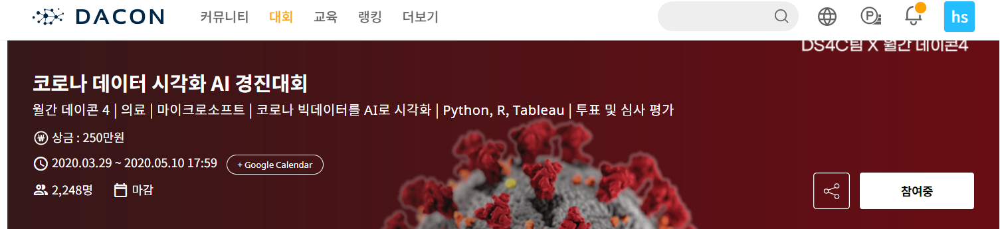 DACON 커뮤니티 대회 교육 랭킹 더보기 P hs
DS4C팀 X 월간 데이콘4
코로나 데이터 시각화 AI 경진대회
월간 데이콘 4 | 의료 | 마이크로소프트 | 코로나 빅데이터를 AI로 시각화 | Python, R, Tableau | 투표 및 심사 평가
₩ 상금 : 250만원
2020.03.29 ~ 2020.05.10 17:59 + Google Calendar
2,248명 마감
참여중